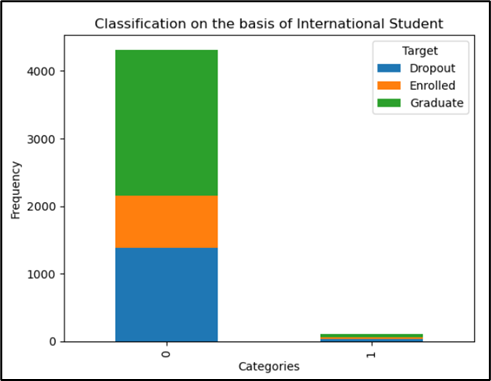 Classification on the basis of International Student
Target
Dropout
Enrolled
Graduate
4000
3000
2000
1000
0
Frequency
0
1
Categories